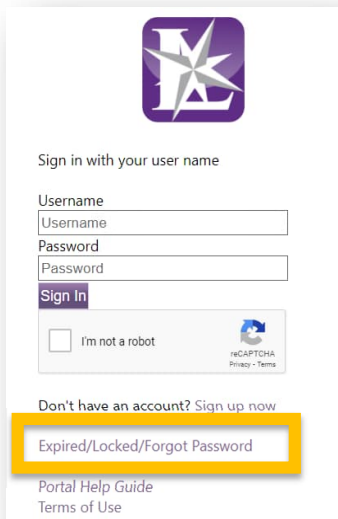 L
Sign in with your user name
Username
Username
Password
Password
Sign In
I'm not a robot
reCAPTCHA
Privacy - Terms
Don't have an account? Sign up now
Expired/Locked/Forgot Password
Portal Help Guide
Terms of Use